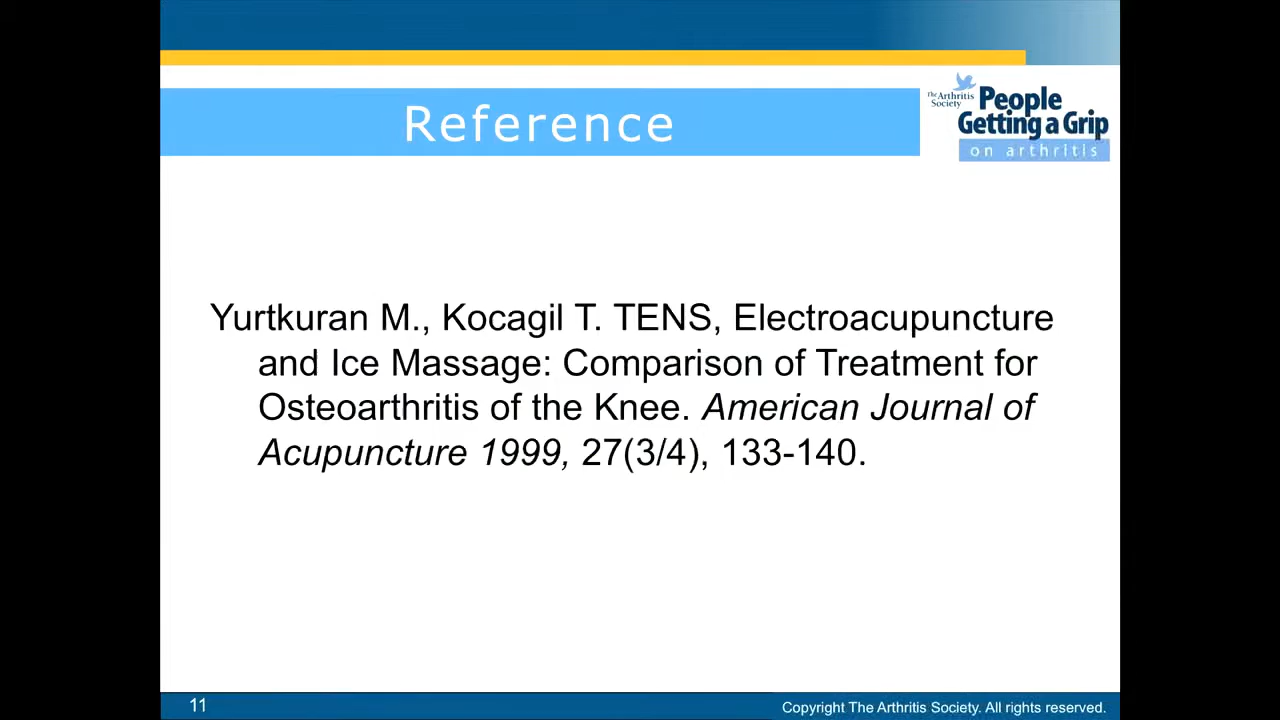 Reference
The Arthritis
Society
People
Getting a Grip
on arthritis
Yurtkuran M., Kocagil T. TENS, Electroacupuncture
and Ice Massage: Comparison of Treatment for
Osteoarthritis of the Knee. American Journal of
Acupuncture 1999, 27(3/4), 133-140.
11
Copyright The Arthritis Society. All rights reserved.